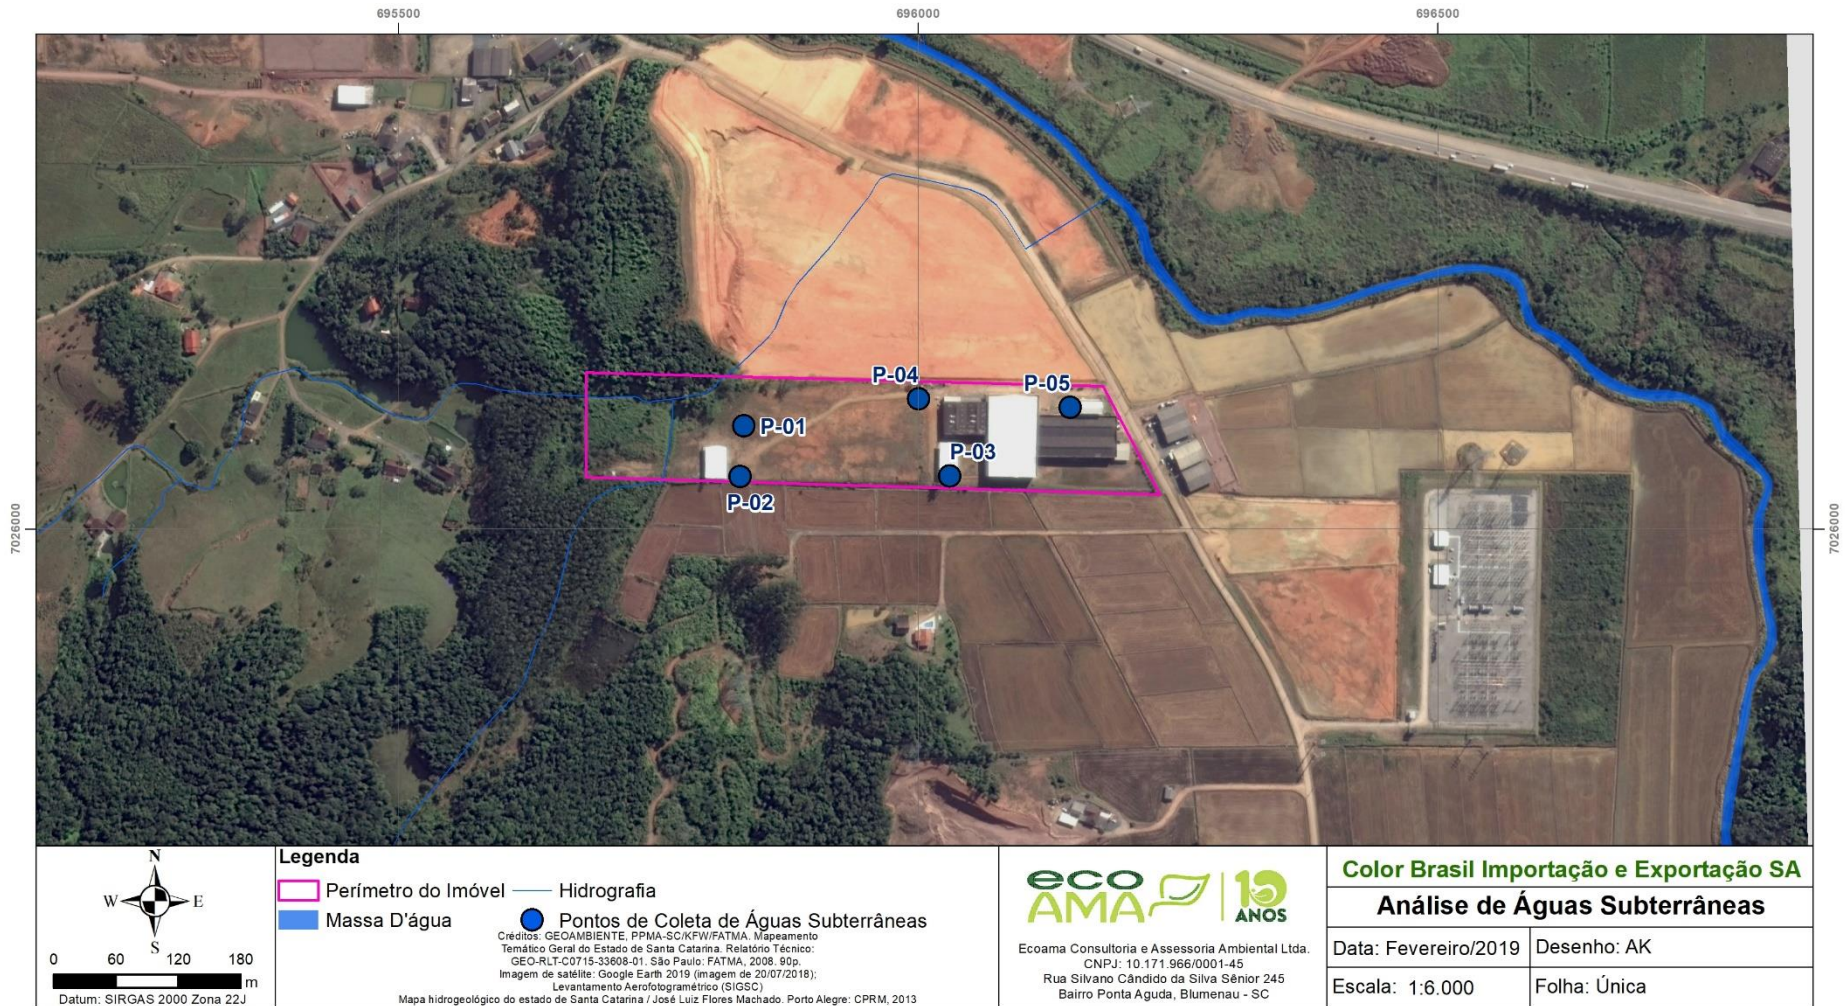 695500
696000
696500
7026000
7026000
P-04
P-05
P-01
P-03
P-02
N
W
E
S
0 60 120 180
m
Datum: SIRGAS 2000 Zona 22J
Legenda
Perímetro do Imóvel
Hidrografia
Massa D'água
Pontos de Coleta de Águas Subterrâneas
Créditos: GEOAMBIENTE, PPMA-SC/KFW/FATMA. Mapeamento
Temático Geral do Estado de Santa Catarina. Relatório Técnico:
GEO-RLT-C0715-33608-01. São Paulo: FATMA, 2008. 90p.
Imagem de satélite: Google Earth 2019 (imagem de 20/07/2018);
Levantamento Aerofotogramétrico (SIGSC)
Mapa hidrogeológico do estado de Santa Catarina / José Luiz Flores Machado. Porto Alegre: CPRM, 2013
eco
AMA
10
ANOS
Ecoama Consultoria e Assessoria Ambiental Ltda.
CNPJ: 10.171.966/0001-45
Rua Silvano Cândido da Silva Sênior 245
Bairro Ponta Aguda, Blumenau - SC
Color Brasil Importação e Exportação SA
Análise de Águas Subterrâneas
Data: Fevereiro/2019
Desenho: AK
Escala: 1:6.000
Folha: Única